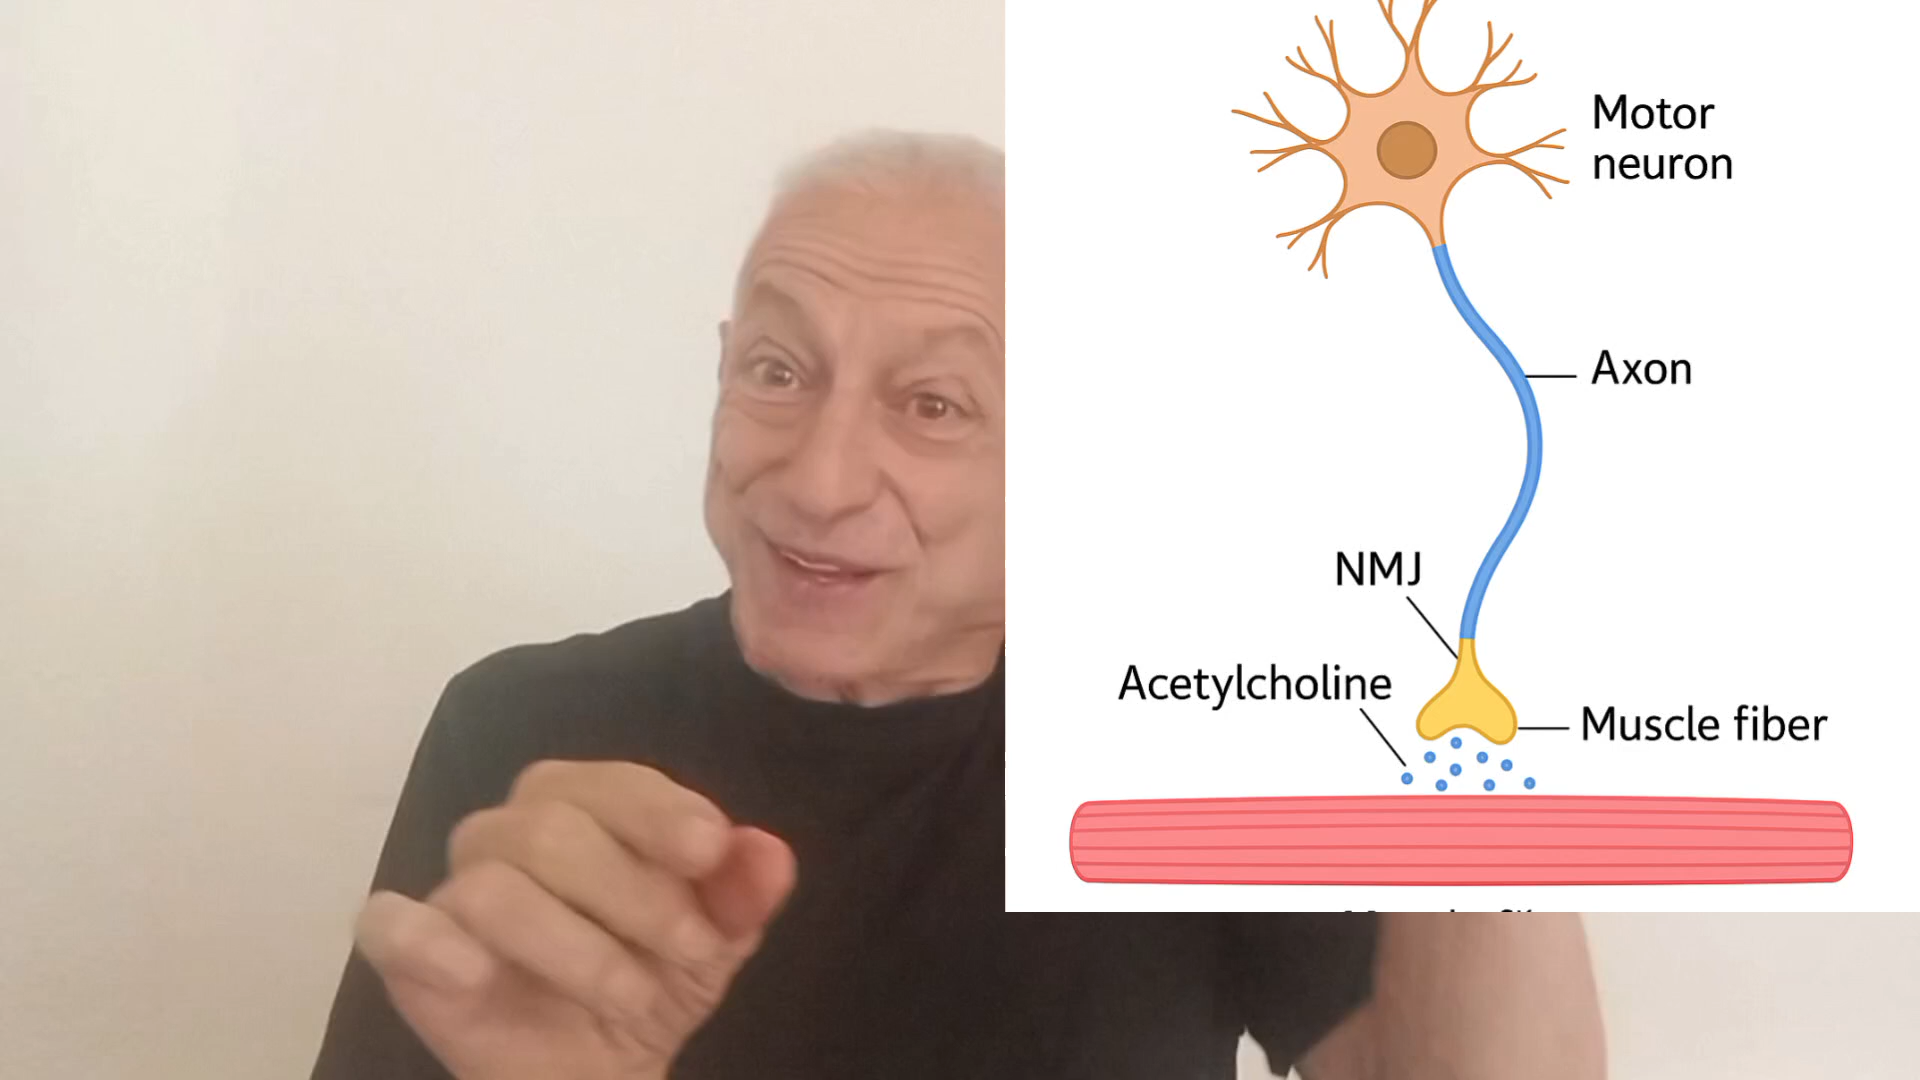 Motor
neuron
Axon
NMJ
Acetylcholine
Muscle fiber